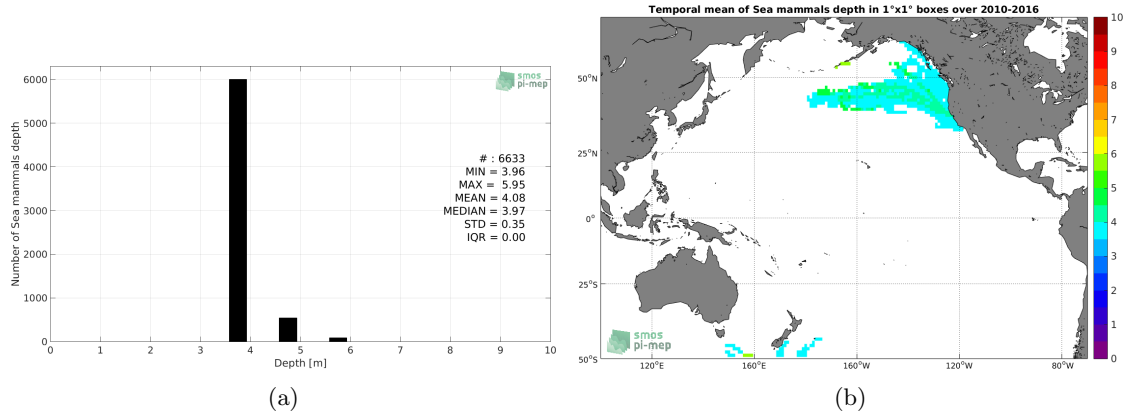 smos
pi-mep
6000
5000
4000
3000
2000
1000
0
Number of Sea mammals depth
# : 6633
MIN = 3.96
MAX = 5.95
MEAN = 4.08
MEDIAN = 3.97
STD = 0.35
IQR = 0.00
0 1 2 3 4 5 6 7 8 9 10
Depth [m]
(a)
Temporal mean of Sea mammals depth in 1°x1° boxes over 2010-2016
50°N
25°N
0°
25°S
50°S
smos
pi-mep
120°E 160°E 160°W 120°W 80°W
10
9
8
7
6
5
4
3
2
1
0
(b)